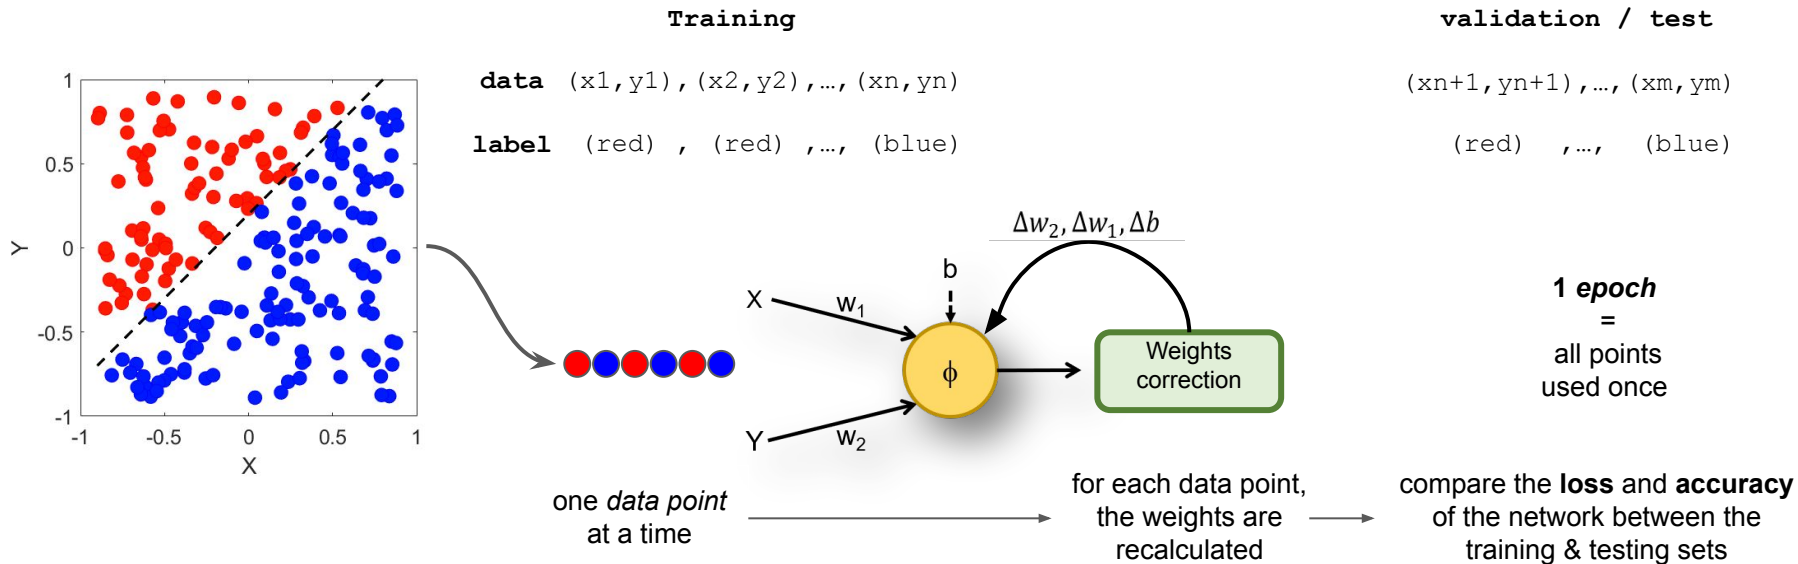 Training
validation / test
data (x1,y1),(x2,y2),…,(xn,yn)
(xn+1,yn+1),…,(xm,ym)
label (red) , (red) ,…, (blue)
(red) ,…, (blue)
1
0.5
0
-0.5
-1
Y
-1 -0.5 0 0.5 1
X
Δw₂,Δw₁,Δb
b
X
w₁
ϕ
Y
w₂
Weights
correction
1 epoch
=
all points
used once
one data point
at a time
for each data point,
the weights are
recalculated
compare the loss and accuracy
of the network between the
training & testing sets